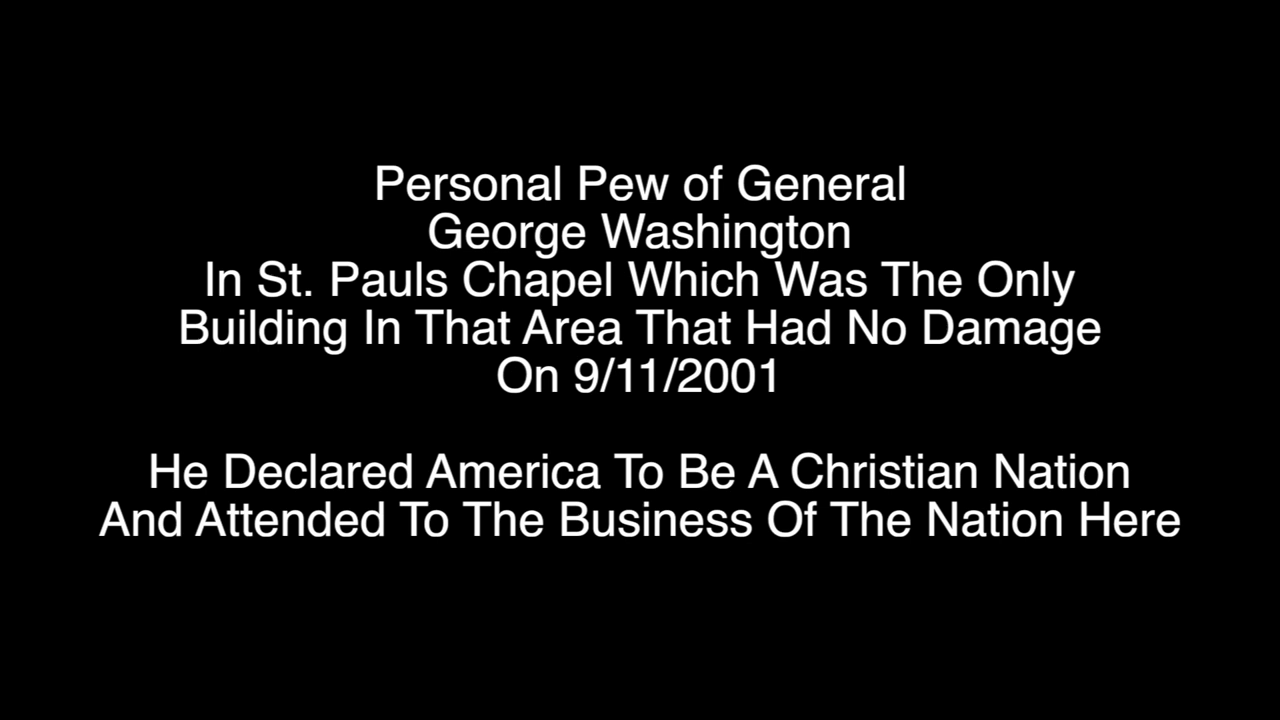 Personal Pew of General
George Washington
In St. Pauls Chapel Which Was The Only
Building In That Area That Had No Damage
On 9/11/2001
He Declared America To Be A Christian Nation
And Attended To The Business Of The Nation Here